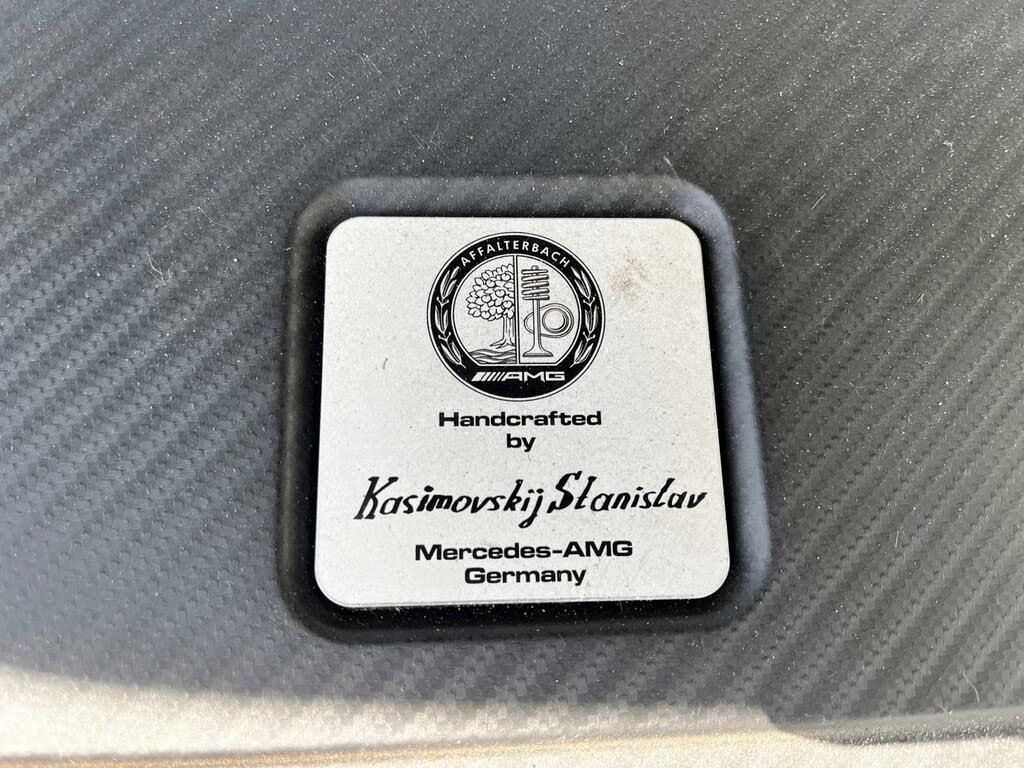 AFFALTERBACH
AMG
Handcrafted
by
Kasimovskij Stanislav
Mercedes-AMG
Germany